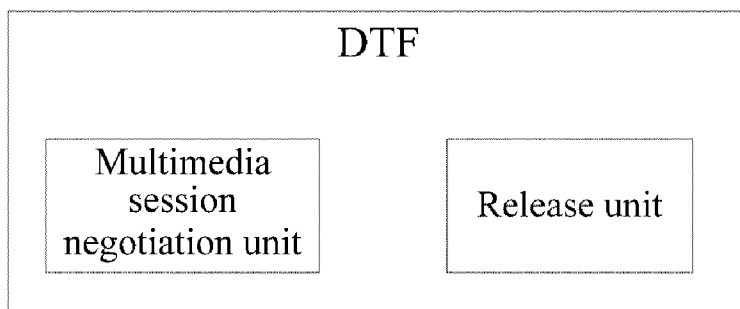 DTF
Multimedia
session
negotiation unit
Release unit